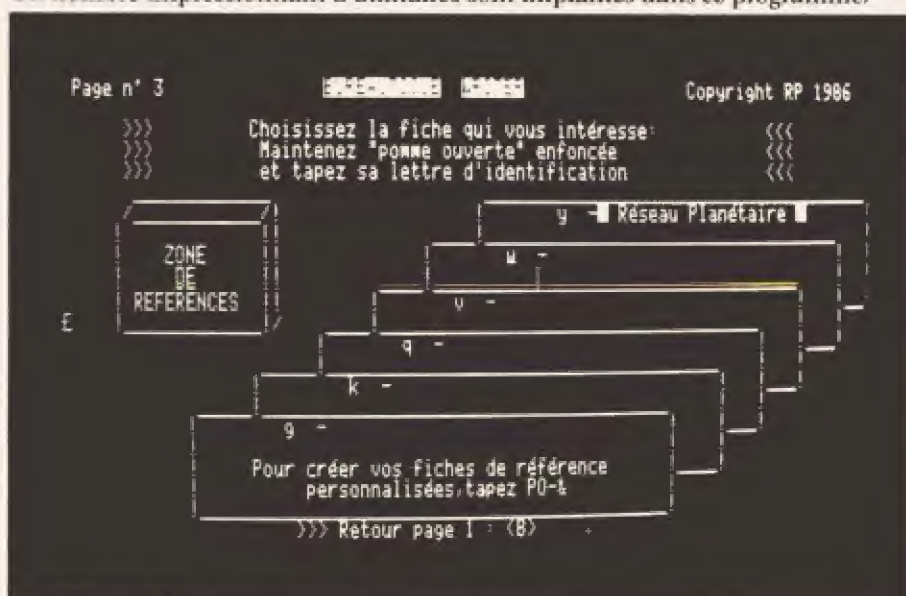 Page n° 3
Copyright RP 1986
>>> Choisissez la fiche qui vous intéresse: <<<
>>> Maintenez "pomme ouverte" enfoncée <<<
>>> et tapez sa lettre d'identification <<<
y - Réseau Planétaire
ZONE
DE
REFERENCES
w -
v -
£
q -
k -
g -
Pour créer vos fiches de référence
personnalisées, tapez PO-&
>>> Retour page 1 : <B>